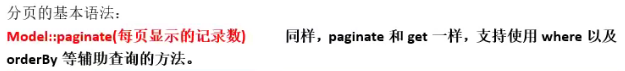 分页的基本语法：
Model::paginate(每页显示的记录数) 同样，paginate 和 get 一样，支持使用 where 以及
orderBy 等辅助查询的方法。